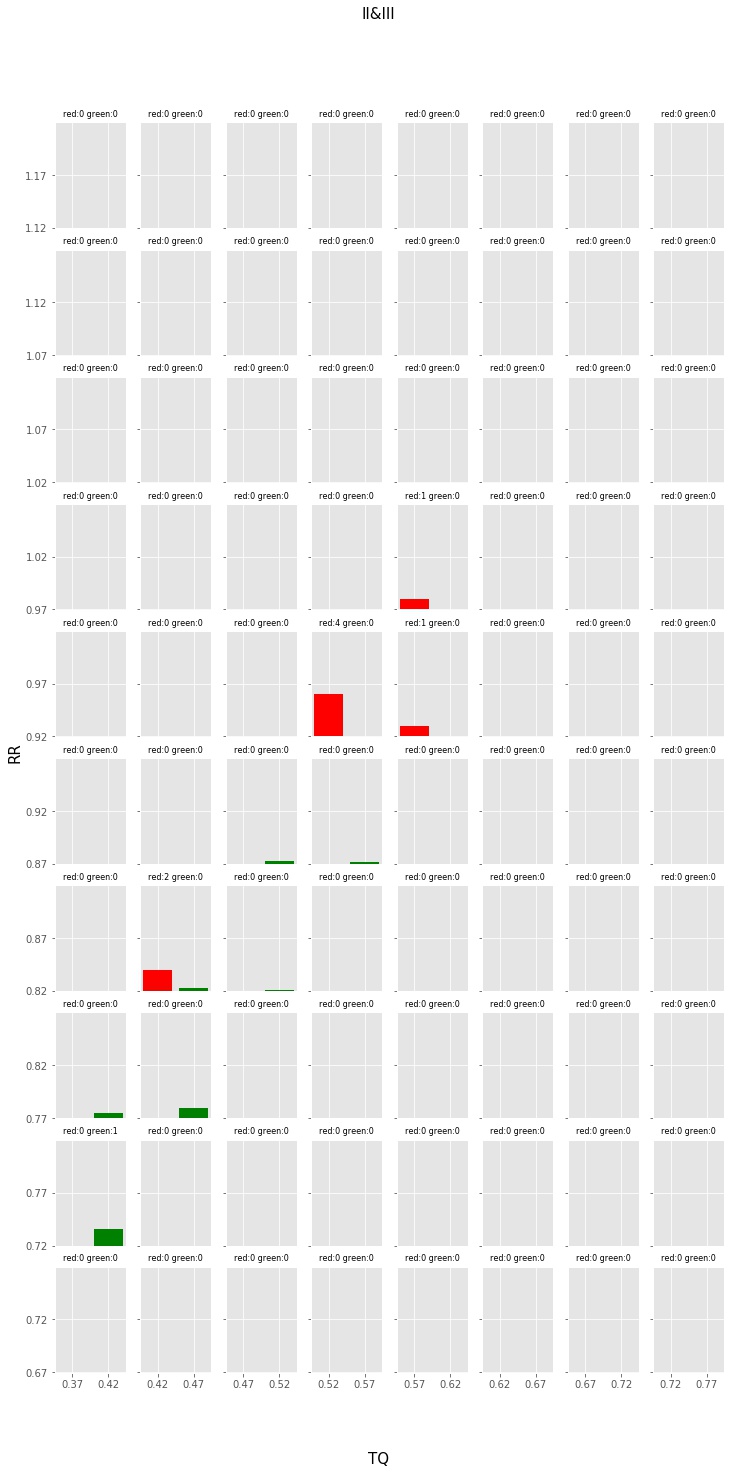 II&III
red:0 green:0 red:0 green:0 red:0 green:0 red:0 green:0 red:0 green:0 red:0 green:0 red:0 green:0 red:0 green:0
1.17
1.12
red:0 green:0 red:0 green:0 red:0 green:0 red:0 green:0 red:0 green:0 red:0 green:0 red:0 green:0 red:0 green:0
1.12
1.07
red:0 green:0 red:0 green:0 red:0 green:0 red:0 green:0 red:0 green:0 red:0 green:0 red:0 green:0 red:0 green:0
1.07
1.02
red:0 green:0 red:0 green:0 red:0 green:0 red:0 green:0 red:1 green:0 red:0 green:0 red:0 green:0 red:0 green:0
1.02
0.97
red:0 green:0 red:0 green:0 red:0 green:0 red:4 green:0 red:1 green:0 red:0 green:0 red:0 green:0 red:0 green:0
0.97
0.92
RR
red:0 green:0 red:0 green:0 red:0 green:0 red:0 green:0 red:0 green:0 red:0 green:0 red:0 green:0 red:0 green:0
0.92
0.87
red:0 green:0 red:2 green:0 red:0 green:0 red:0 green:0 red:0 green:0 red:0 green:0 red:0 green:0 red:0 green:0
0.87
0.82
red:0 green:0 red:0 green:0 red:0 green:0 red:0 green:0 red:0 green:0 red:0 green:0 red:0 green:0 red:0 green:0
0.82
0.77
red:0 green:1 red:0 green:0 red:0 green:0 red:0 green:0 red:0 green:0 red:0 green:0 red:0 green:0 red:0 green:0
0.77
0.72
red:0 green:0 red:0 green:0 red:0 green:0 red:0 green:0 red:0 green:0 red:0 green:0 red:0 green:0 red:0 green:0
0.72
0.67
0.37 0.42 0.42 0.47 0.47 0.52 0.52 0.57 0.57 0.62 0.62 0.67 0.67 0.72 0.72 0.77
TQ